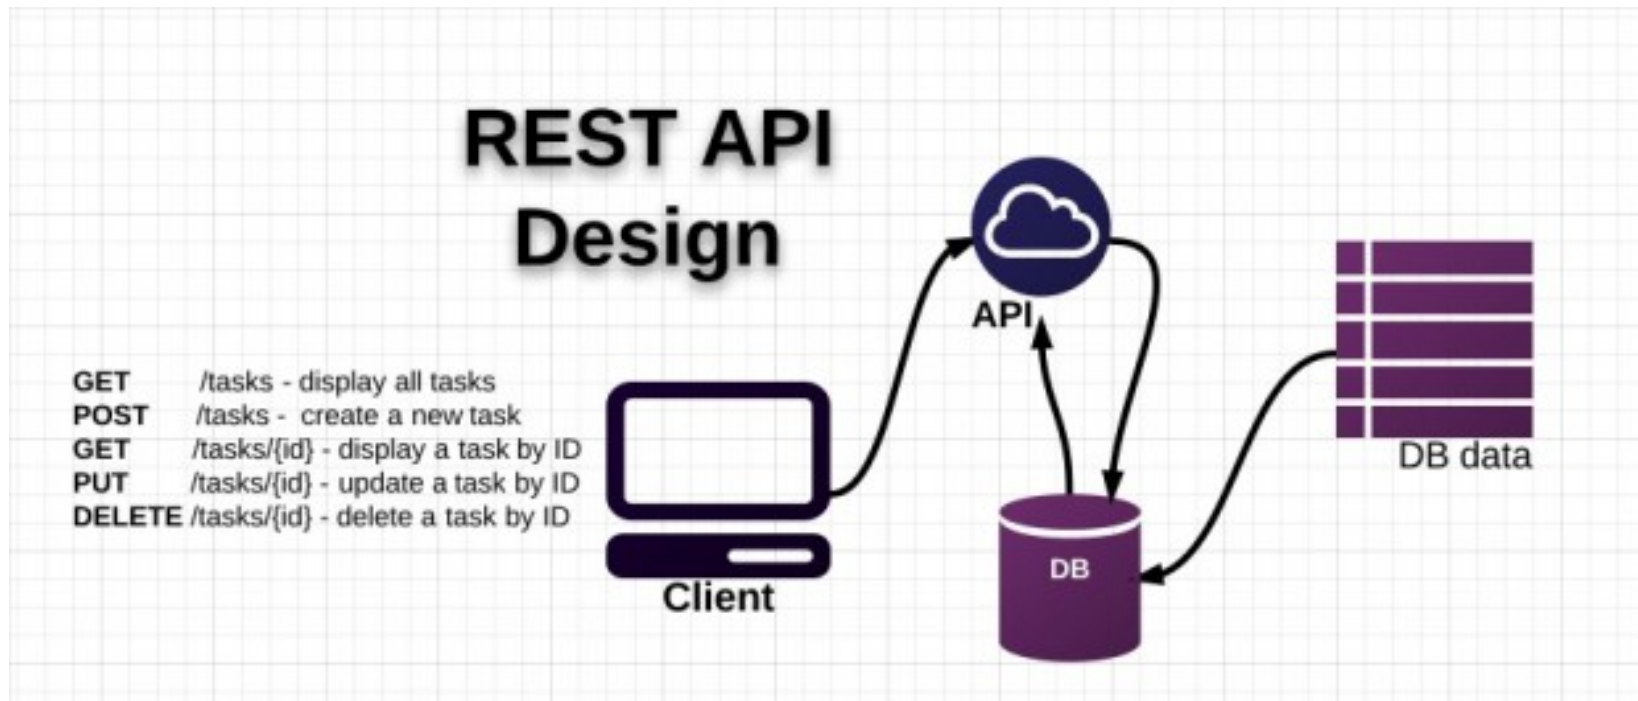 REST API
Design
API
GET /tasks - display all tasks
POST /tasks - create a new task
GET /tasks/{id} - display a task by ID
PUT /tasks/{id} - update a task by ID
DELETE /tasks/{id} - delete a task by ID
Client
DB
DB data